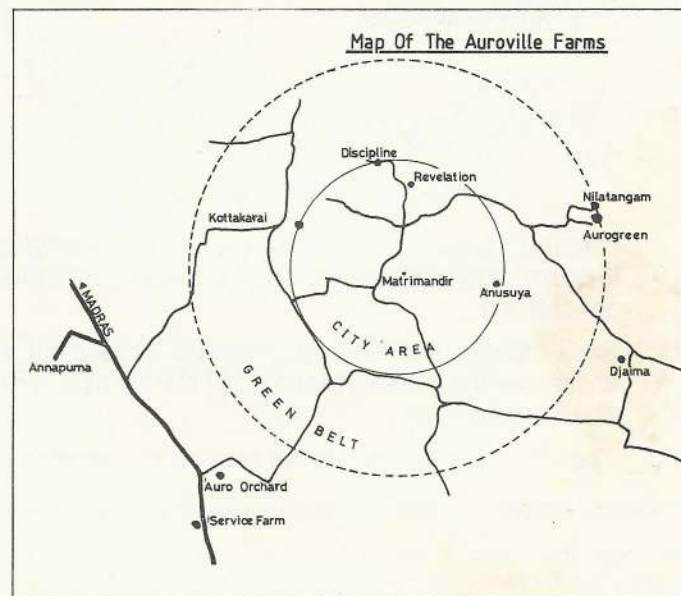 Map Of The Auroville Farms
Discipline
Revelation
Nilatangam
Kottakarai
Aurogreen
Matrimandir
Anusuya
MADRAS
CITY AREA
Annapurna
GREEN BELT
Djaima
Auro Orchard
Service Farm